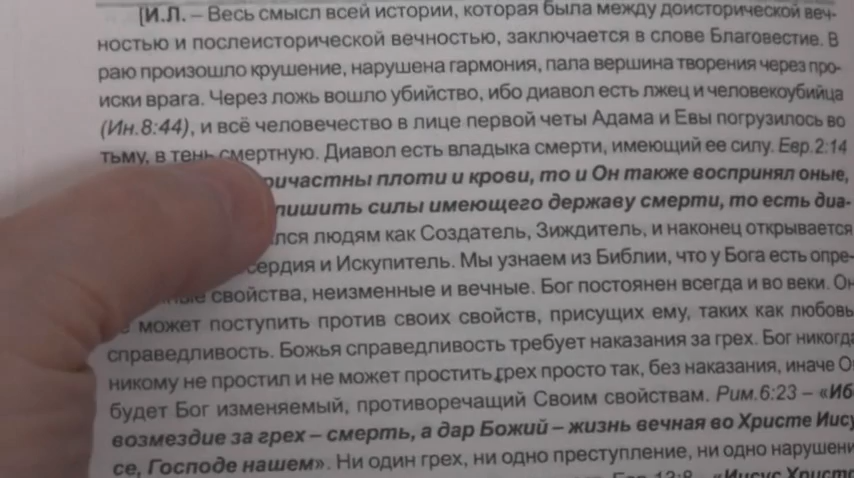 [И.Л. – Весь смысл всей истории, которая была между доисторической веч-
ностью и послеисторической вечностью, заключается в слове Благовестие. В
раю произошло крушение, нарушена гармония, пала вершина творения через про-
иски врага. Через ложь вошло убийство, ибо диавол есть лжец и человекоубийца
(Ин.8:44), и всё человечество в лице первой четы Адама и Евы погрузилось во
тьму, в тень смертную. Диавол есть владыка смерти, имеющий ее силу. Евр.2:14
ричастны плоти и крови, то и Он также воспринял оные,
лишить силы имеющего державу смерти, то есть диа-
лся людям как Создатель, Зиждитель, и наконец открывается
сердия и Искупитель. Мы узнаем из Библии, что у Бога есть опре-
ные свойства, неизменные и вечные. Бог постоянен всегда и во веки. Он
может поступить против своих свойств, присущих ему, таких как любовь
справедливость. Божья справедливость требует наказания за грех. Бог никогда
никому не простил и не может простить грех просто так, без наказания, иначе О
будет Бог изменяемый, противоречащий Своим свойствам. Рим.6:23 – «Иб
возмездие за грех – смерть, а дар Божий – жизнь вечная во Христе Иису
се, Господе нашем». Ни один грех, ни одно преступление, ни одно нарушени
«Иисус Христо